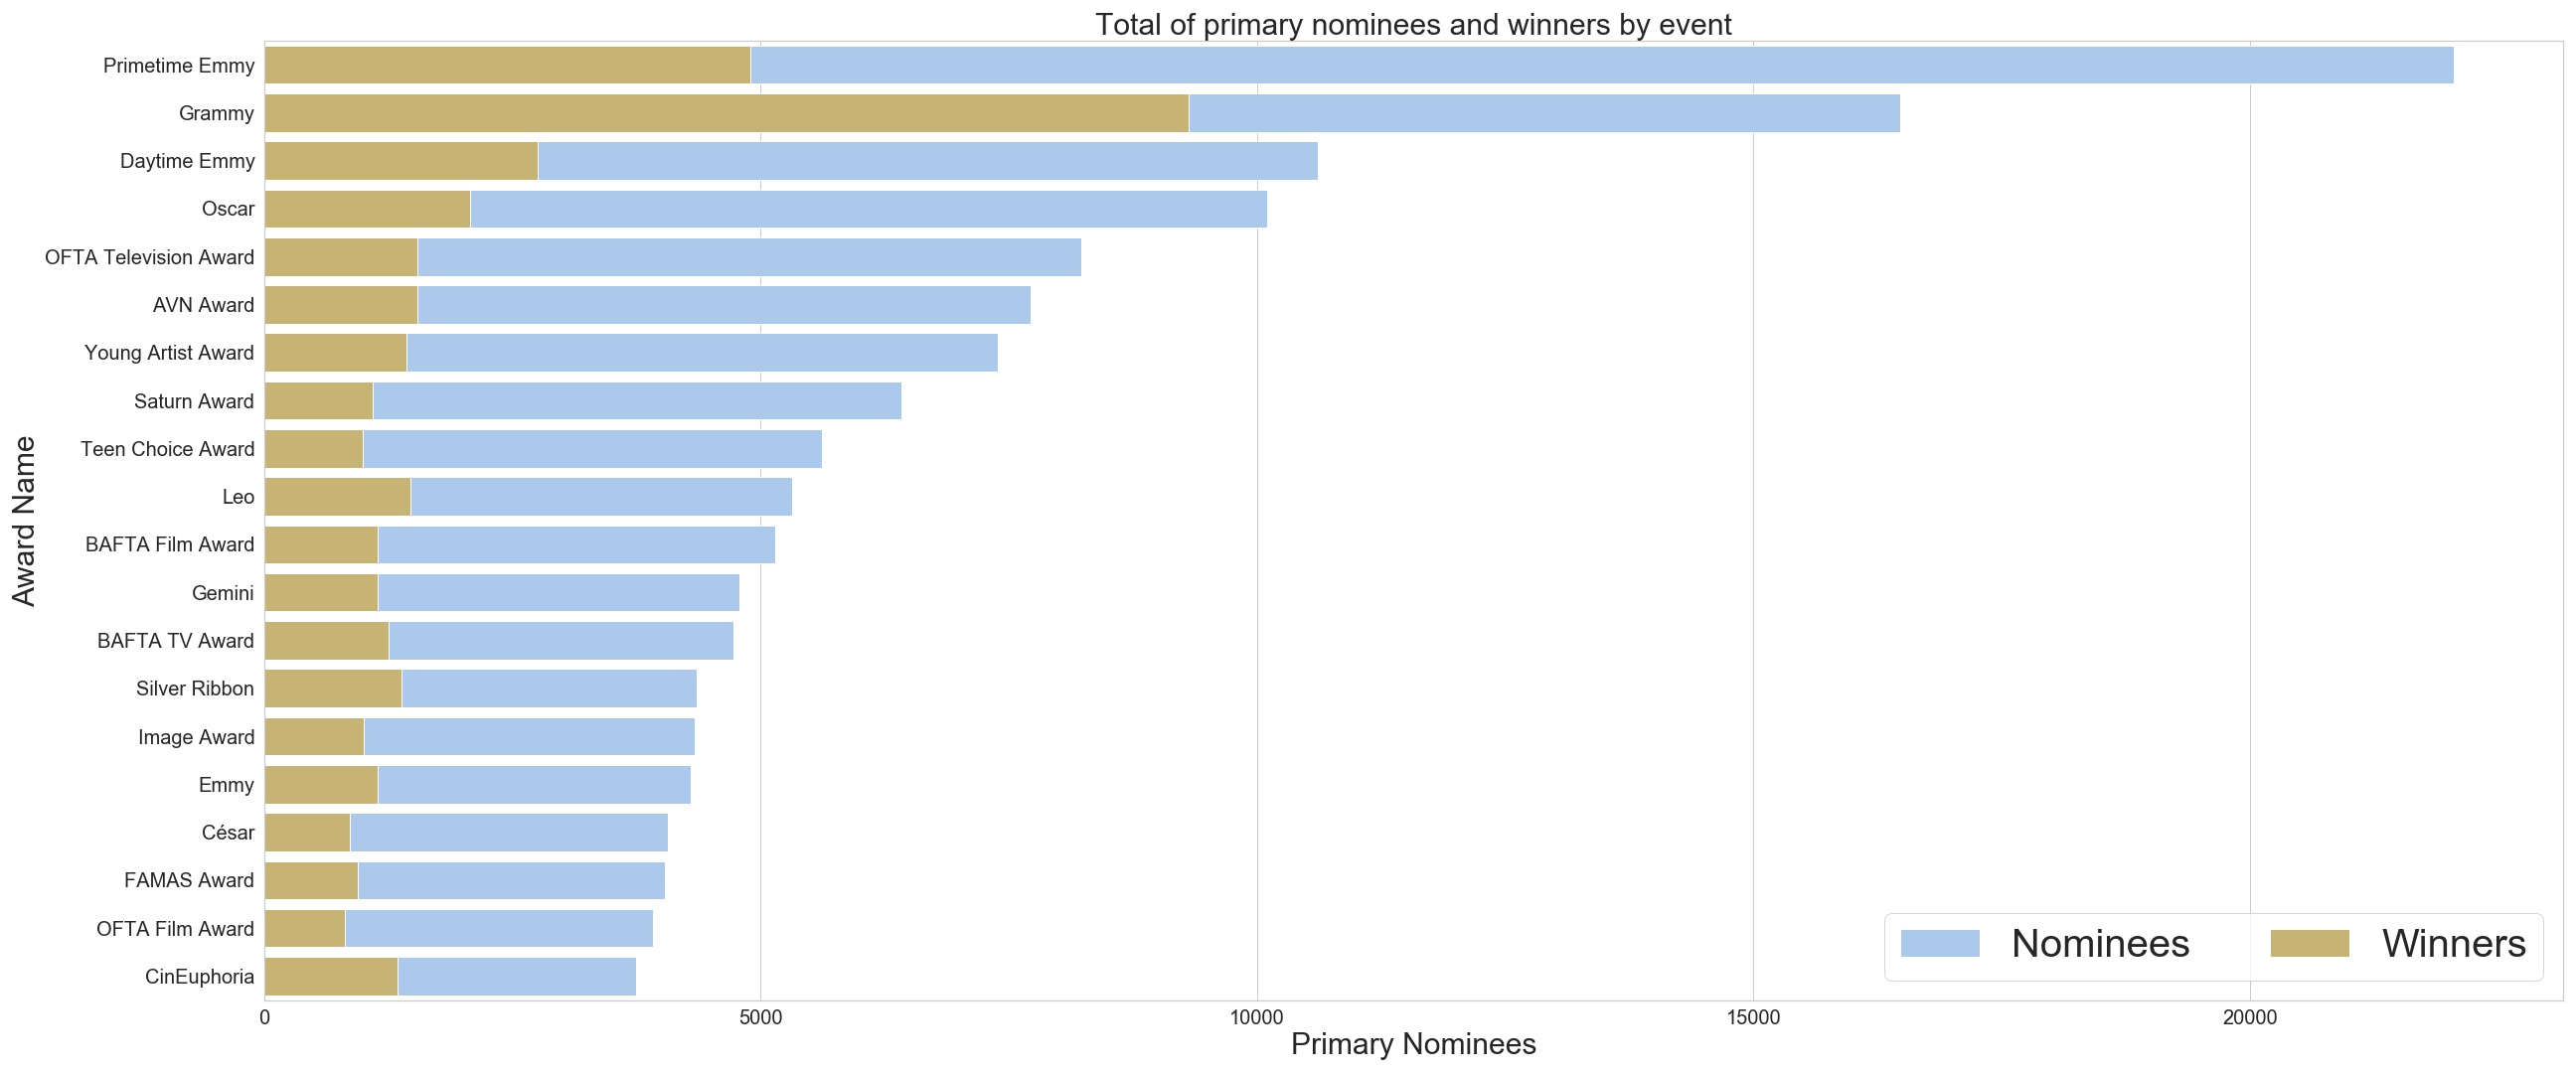 Total of primary nominees and winners by event
Award Name
Primetime Emmy
Grammy
Daytime Emmy
Oscar
OFTA Television Award
AVN Award
Young Artist Award
Saturn Award
Teen Choice Award
Leo
BAFTA Film Award
Gemini
BAFTA TV Award
Silver Ribbon
Image Award
Emmy
César
FAMAS Award
OFTA Film Award
CinEuphoria
Nominees Winners
0 5000 10000 15000 20000
Primary Nominees